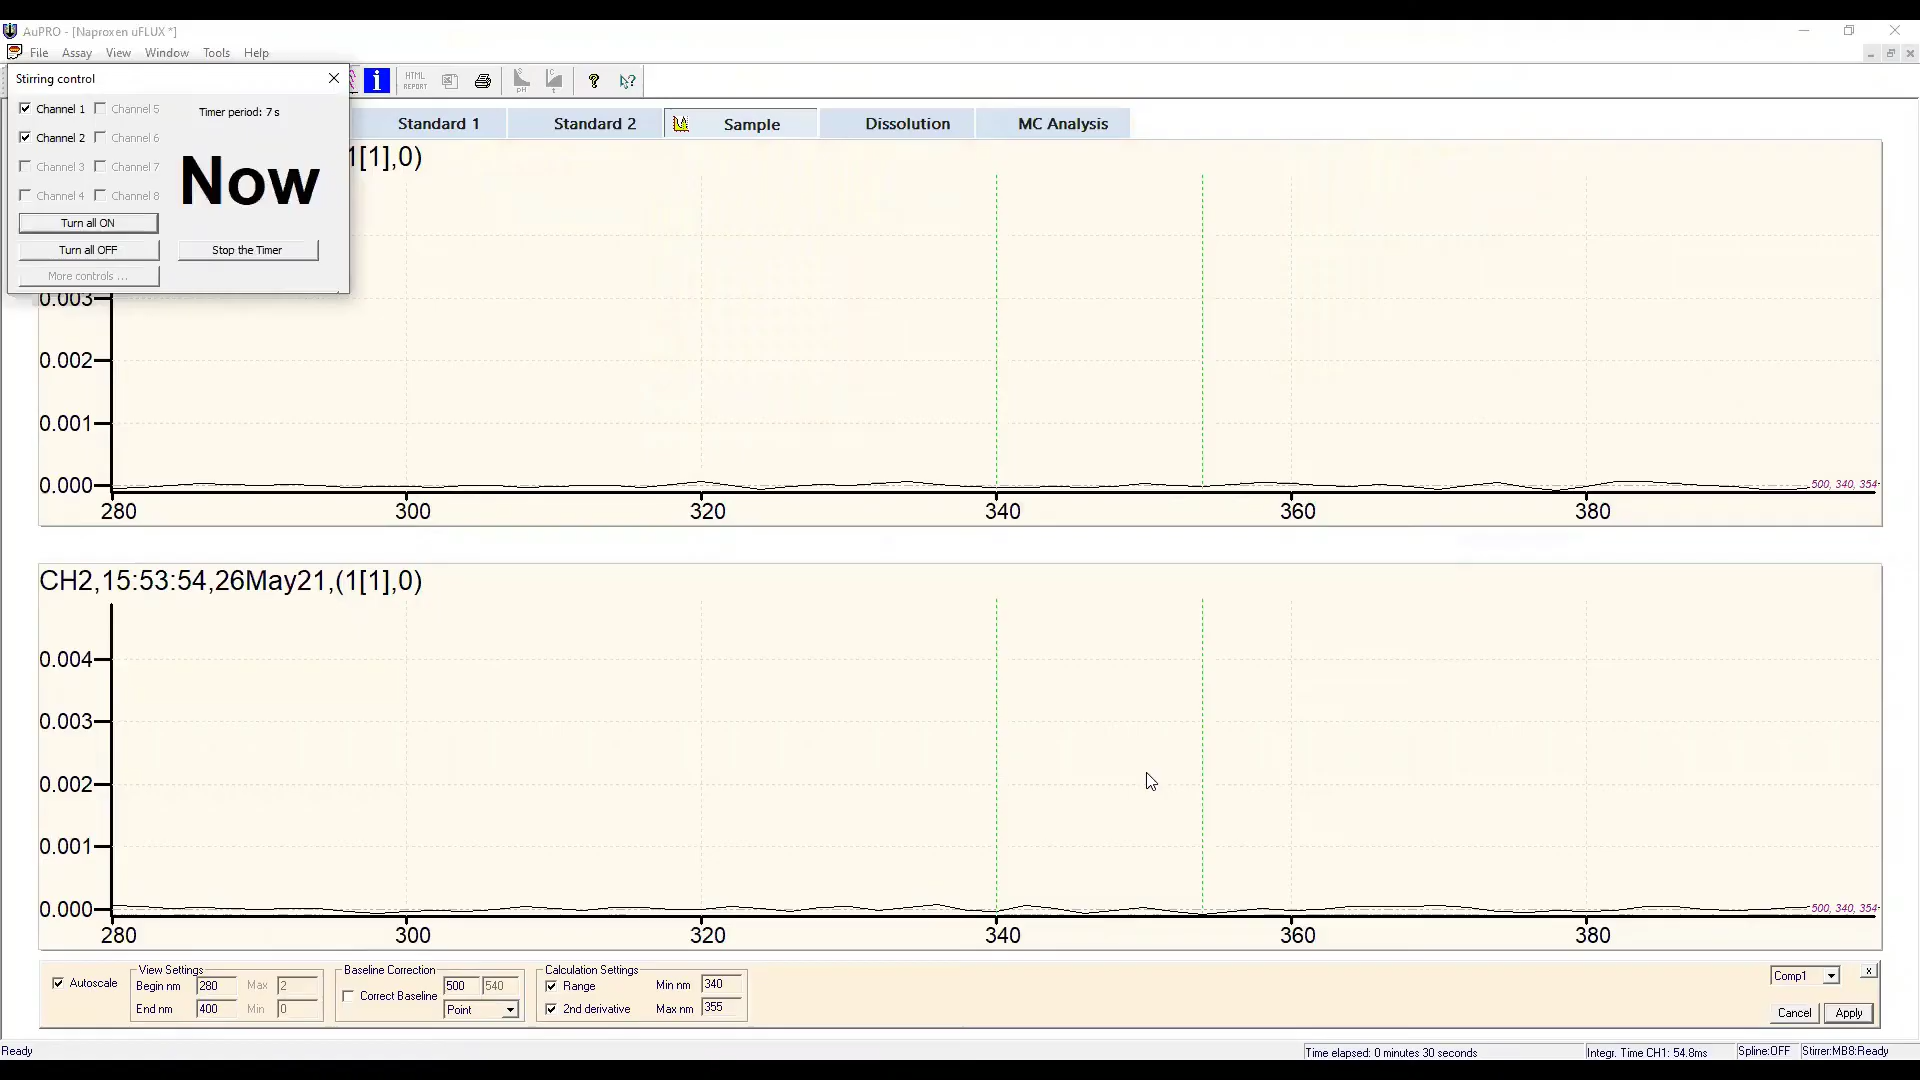 AuPRO - [Naproxen uFLUX *]
File Assay View Window Tools Help
Stirring control
Channel 1 Channel 5
Timer period: 7 s
Channel 2 Channel 6
Channel 3 Channel 7
Channel 4 Channel 8
Now
Turn all ON
Turn all OFF
Stop the Timer
More controls ...
HTML
REPORT
pH
Standard 1 Standard 2 Sample Dissolution MC Analysis
1[1],0)
0.003
0.002
0.001
0.000
500, 340, 354
280 300 320 340 360 380
CH2,15:53:54,26May21,(1[1],0)
0.004
0.003
0.002
0.001
0.000
500, 340, 354
280 300 320 340 360 380
Autoscale
View Settings
Begin nm 280 Max 2
End nm 400 Min 0
Baseline Correction
Correct Baseline 500 540
Point
Calculation Settings
Range Min nm 340
2nd derivative Max nm 355
Comp1
Cancel Apply
Ready
Time elapsed: 0 minutes 30 seconds
Integr. Time CH1: 54.8ms
Spline:OFF
Stirrer:MB8:Ready